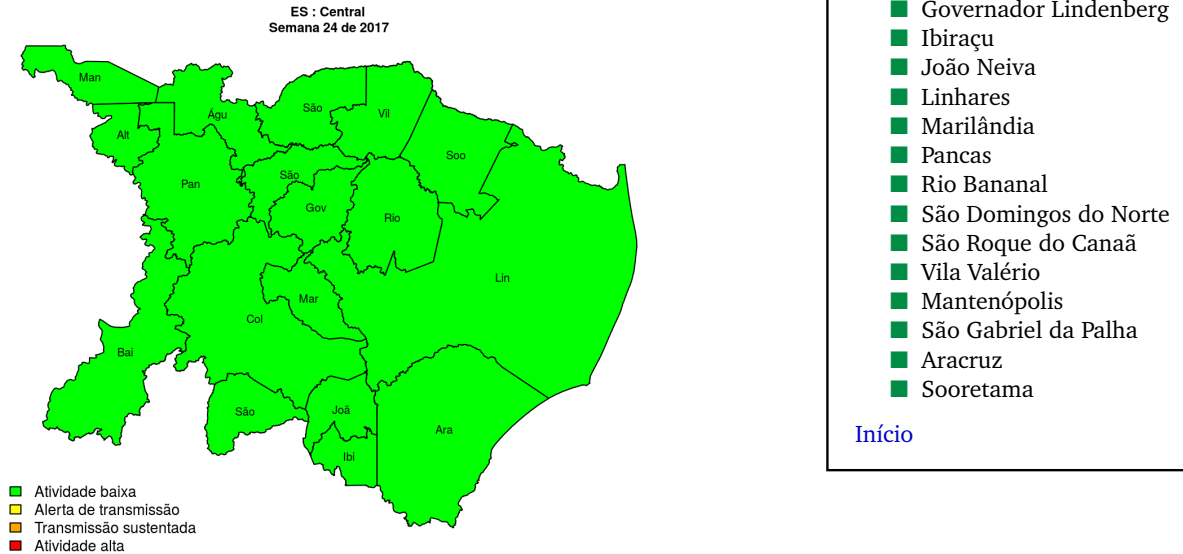 ES : Central
Semana 24 de 2017
Man
Águ
São
Vil
Alt
Soo
Pan
São
Gov
Rio
Lin
Mar
Col
Bai
São
Joã
Ara
Ibi
Atividade baixa
Alerta de transmissão
Transmissão sustentada
Atividade alta
Governador Lindenberg
Ibiraçu
João Neiva
Linhares
Marilândia
Pancas
Rio Bananal
São Domingos do Norte
São Roque do Canaã
Vila Valério
Mantenópolis
São Gabriel da Palha
Aracruz
Sooretama
Início